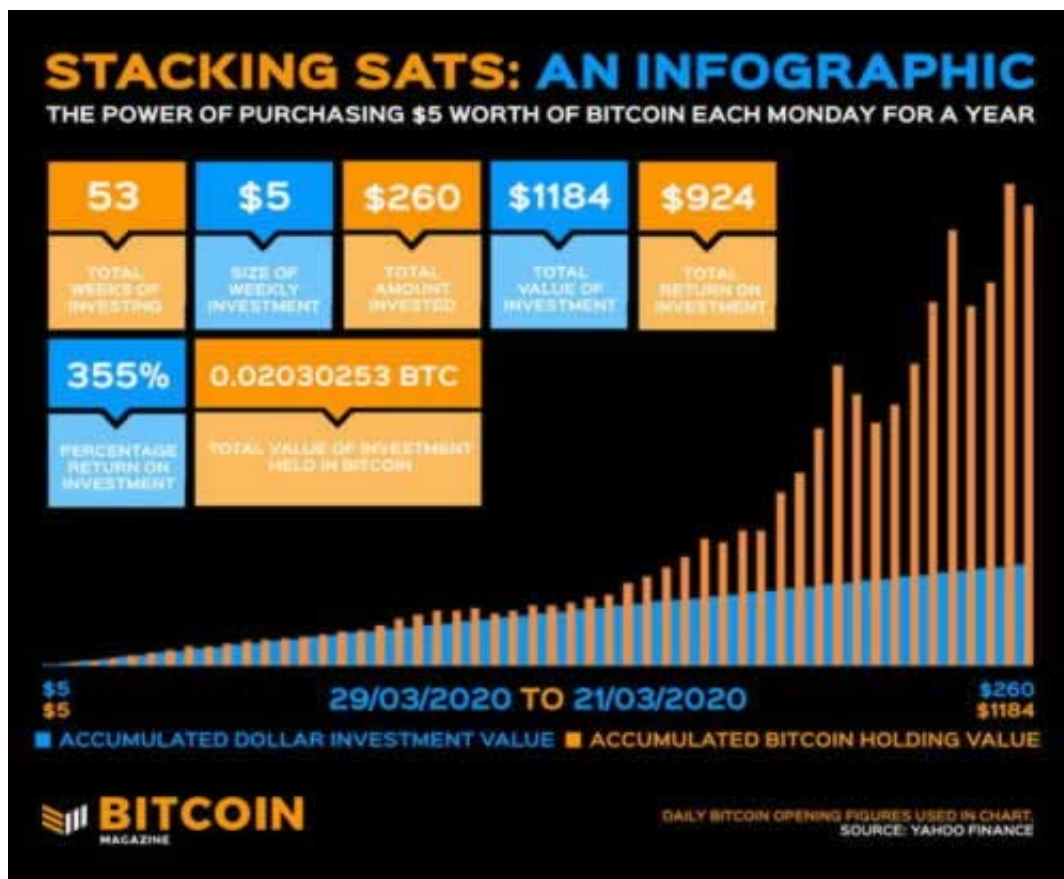 STACKING SATS: AN INFOGRAPHIC
THE POWER OF PURCHASING $5 WORTH OF BITCOIN EACH MONDAY FOR A YEAR
53
TOTAL
WEEKS OF
INVESTING
$5
SIZE OF
WEEKLY
INVESTMENT
$260
TOTAL
AMOUNT
INVESTED
$1184
TOTAL
VALUE OF
INVESTMENT
$924
TOTAL
RETURN ON
INVESTMENT
355%
PERCENTAGE
RETURN ON
INVESTMENT
0.02030253 BTC
TOTAL VALUE OF INVESTMENT
HELD IN BITCOIN
$5
$5
29/03/2020 TO 21/03/2020
$260
$1184
ACCUMULATED DOLLAR INVESTMENT VALUE
ACCUMULATED BITCOIN HOLDING VALUE
BITCOIN
MAGAZINE
DAILY BITCOIN OPENING FIGURES USED IN CHART.
SOURCE: YAHOO FINANCE